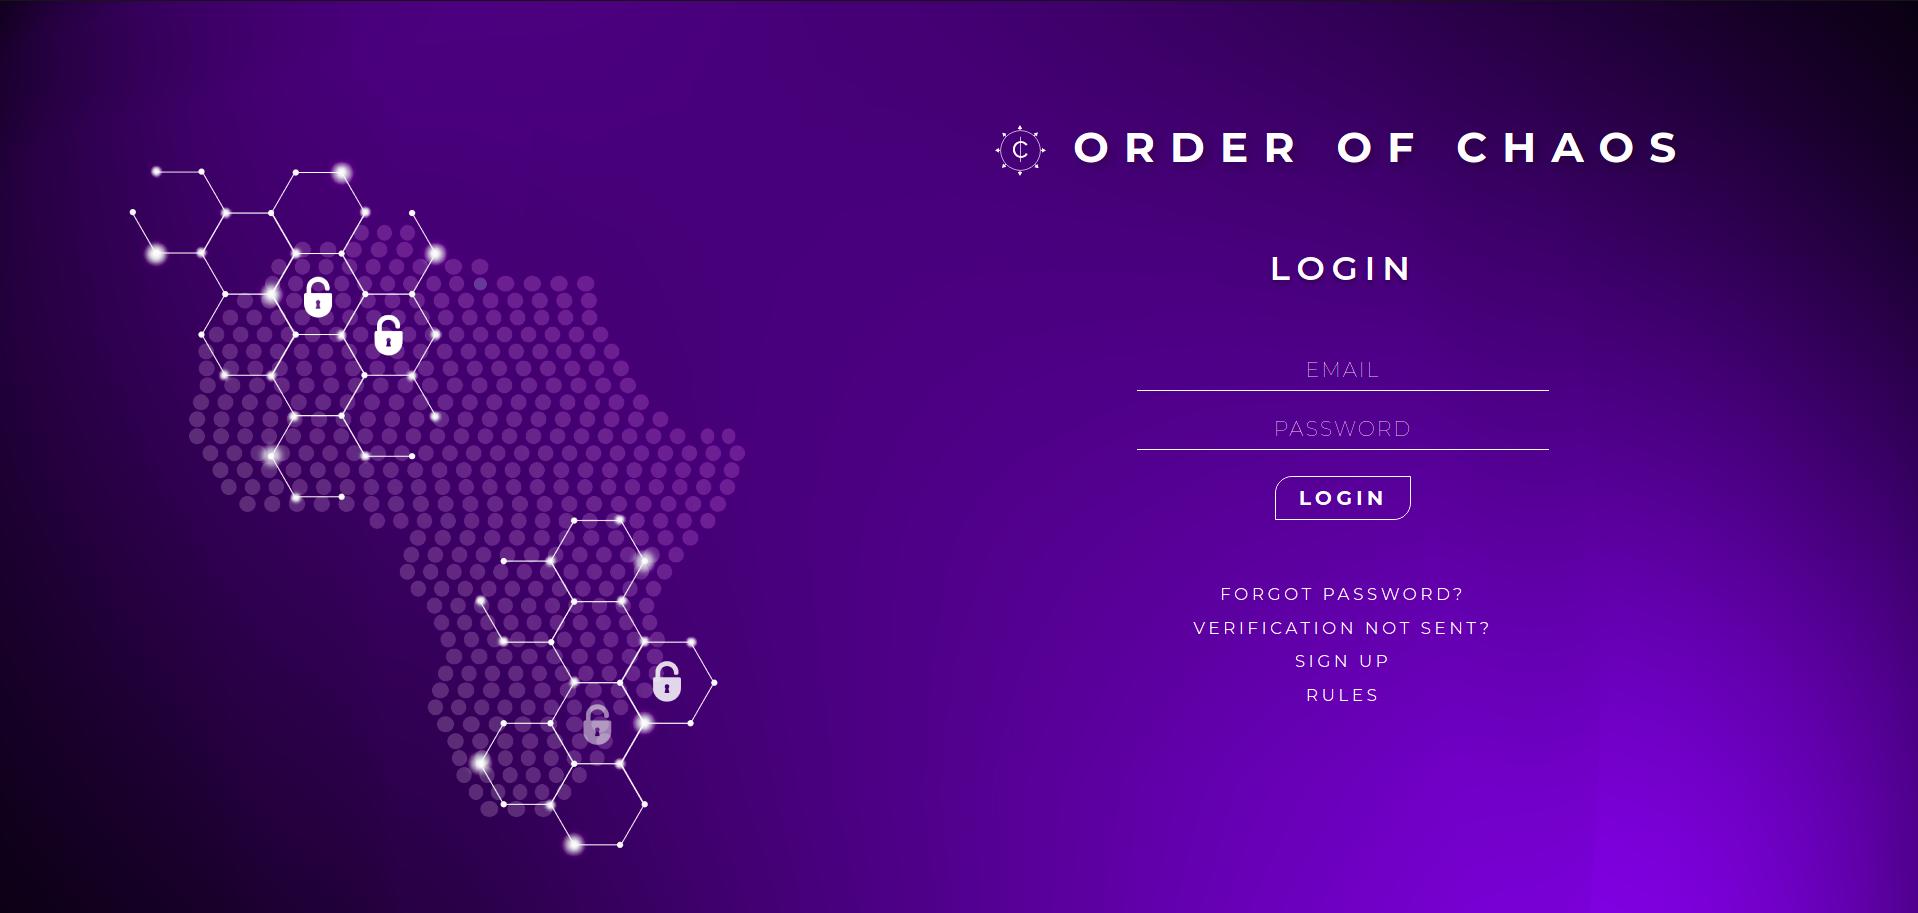 ORDER OF CHAOS
LOGIN
EMAIL
PASSWORD
LOGIN
FORGOT PASSWORD?
VERIFICATION NOT SENT?
SIGN UP
RULES